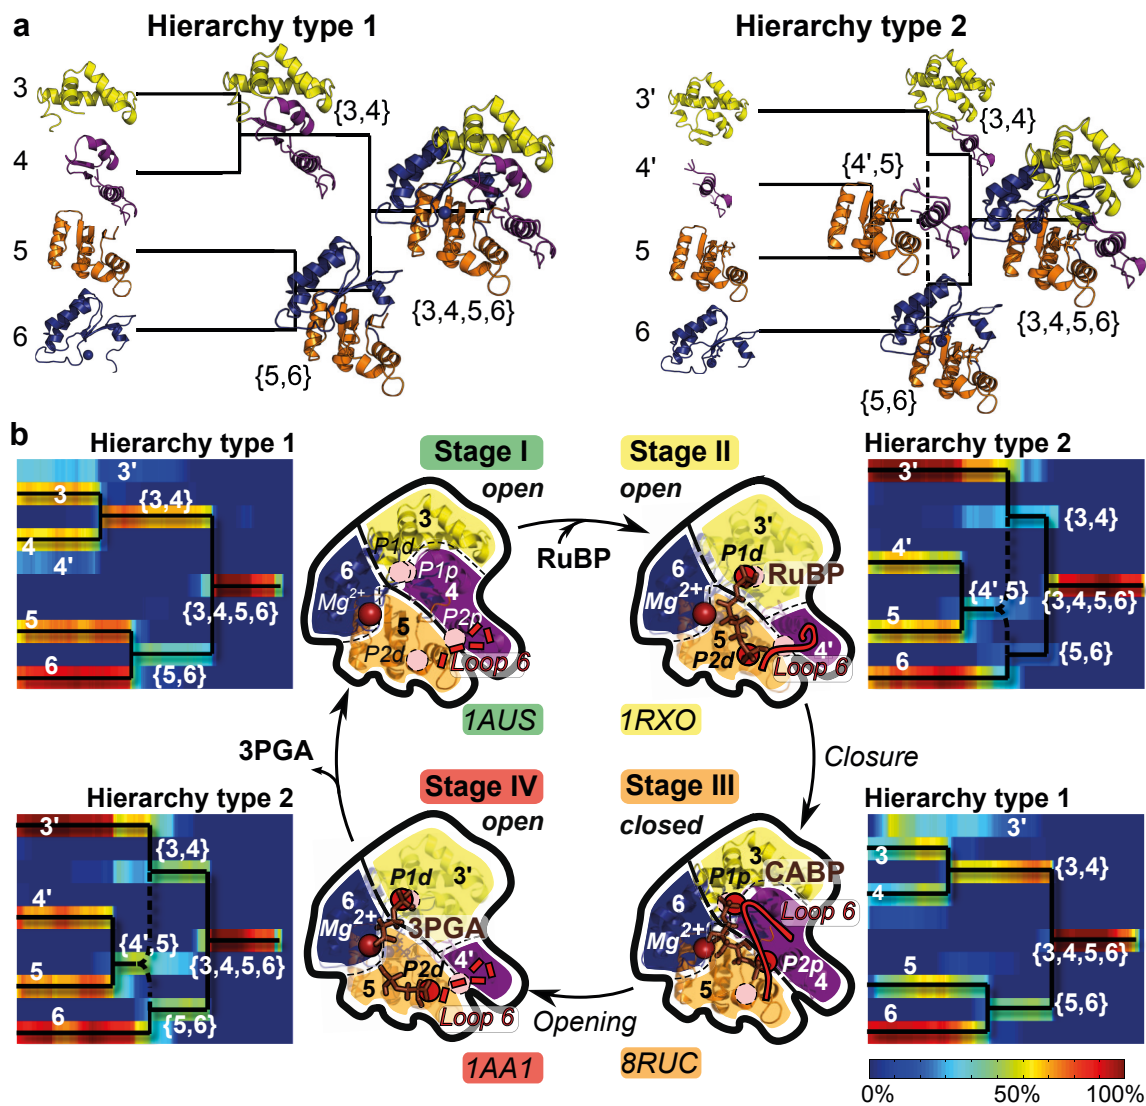 a
Hierarchy type 1
Hierarchy type 2
3
4
5
6
{3,4}
{5,6}
{3,4,5,6}
3'
4'
5
6
{3,4}
{4',5}
{3,4,5,6}
{5,6}
b
Hierarchy type 1
3'
3
{3,4}
4
4'
{3,4,5,6}
5
6
{5,6}
Stage I
open
3
P1d
6
P1p
4
Mg2+
P2p
5
P2d
Loop 6
1AUS
RuBP
Stage II
open
3'
P1d
6
RuBP
Mg2+
5
P2d
4'
Loop 6
1RXO
Hierarchy type 2
3'
{3,4}
4'
{4',5}
{3,4,5,6}
5
{5,6}
6
Closure
3PGA
Hierarchy type 2
3'
{3,4}
4'
{4',5}
{3,4,5,6}
5
6
{5,6}
Stage IV
open
P1d
3'
6
Mg2+
3PGA
4'
P2d
5
Loop 6
1AA1
Opening
Stage III
closed
3
CABP
P1p
6
Loop 6
Mg2+
P2p
4
5
8RUC
Hierarchy type 1
3'
3
{3,4}
4
{3,4,5,6}
5
{5,6}
6
0%
50%
100%